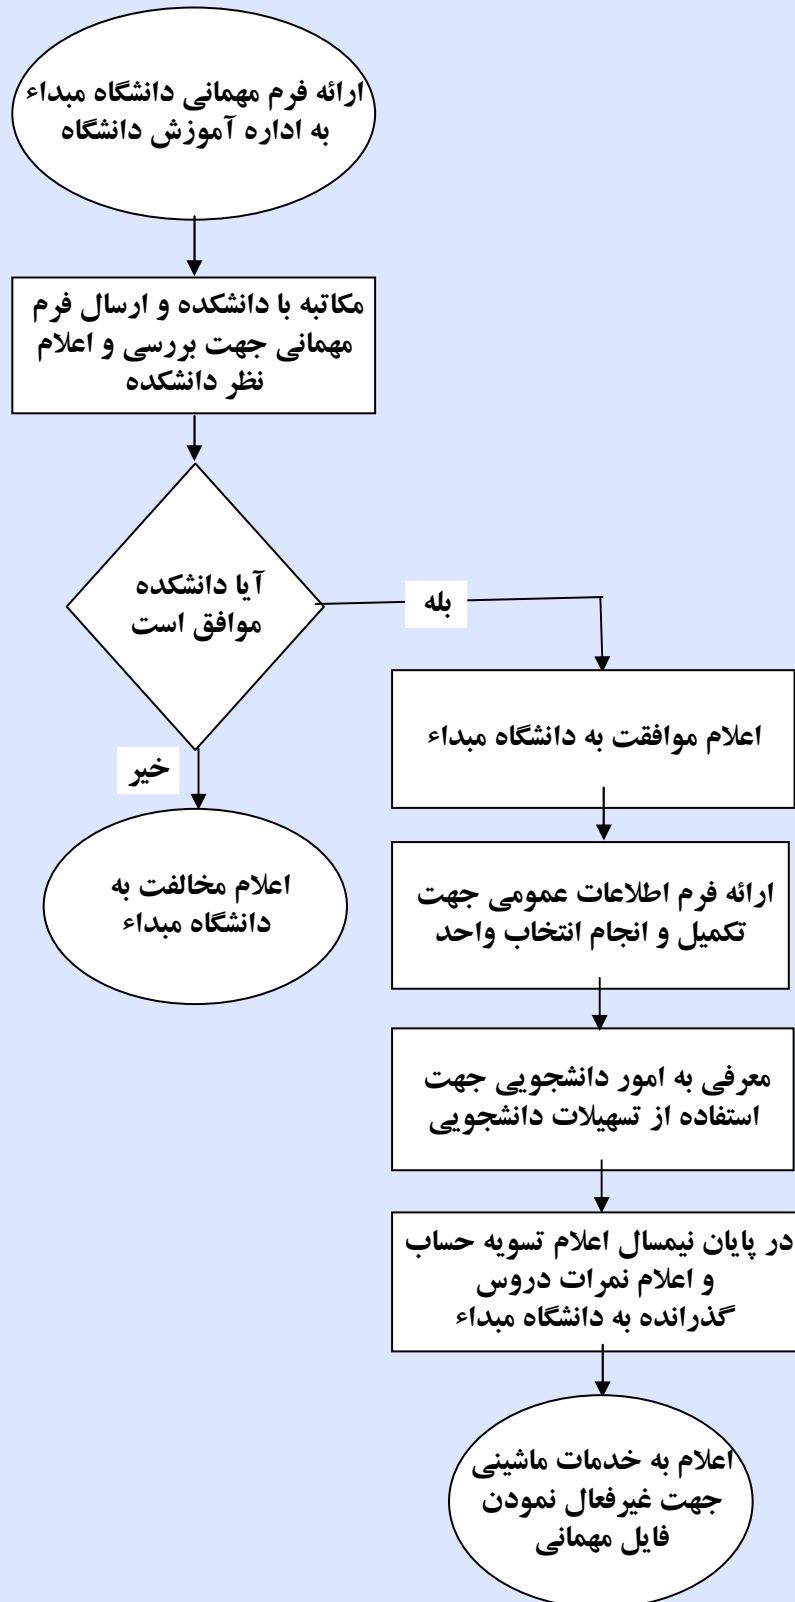 ارائه فرم مهمانی دانشگاه مبداء
به اداره آموزش دانشگاه
مکاتبه با دانشکده و ارسال فرم
مهمانی جهت بررسی و اعلام
نظر دانشکده
آیا دانشکده
موافق است
بله
خیر
اعلام موافقت به دانشگاه مبداء
اعلام مخالفت به
دانشگاه مبداء
ارائه فرم اطلاعات عمومی جهت
تکمیل و انجام انتخاب واحد
معرفی به امور دانشجویی جهت
استفاده از تسهیلات دانشجویی
در پایان نیمسال اعلام تسویه حساب
و اعلام نمرات دروس
گذرانده به دانشگاه مبداء
اعلام به خدمات ماشینی
جهت غیرفعال نمودن
فایل مهمانی